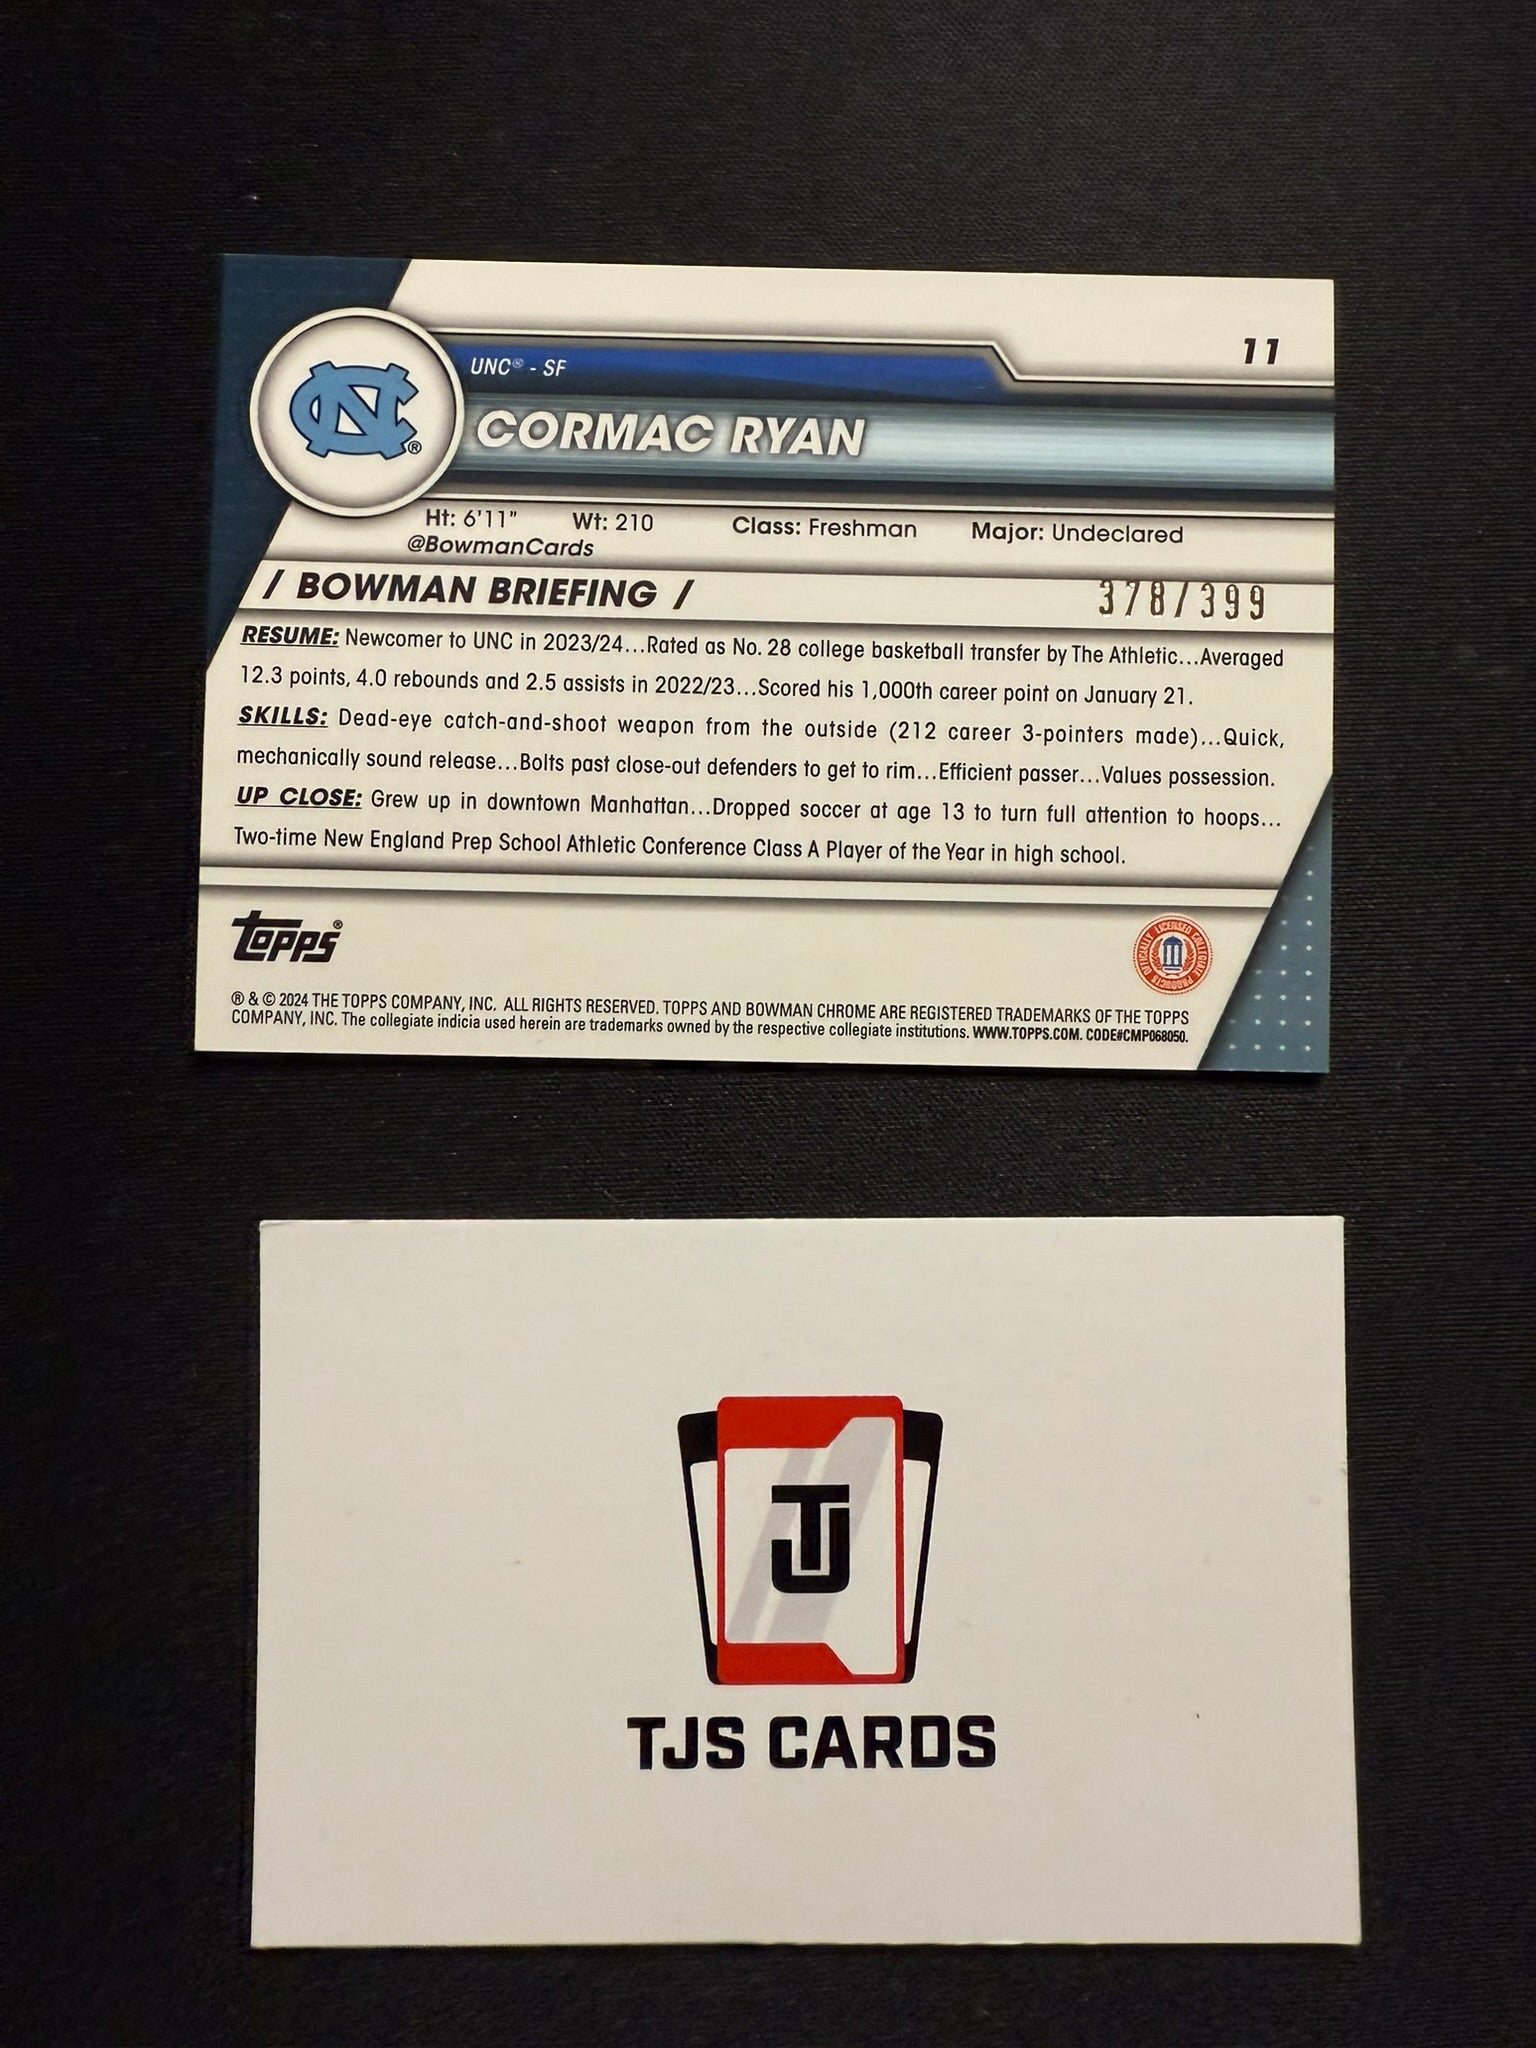 11
UNC® - SF
NC®
CORMAC RYAN
Ht: 6'11" Wt: 210 Class: Freshman Major: Undeclared
@BowmanCards
/ BOWMAN BRIEFING / 378/399
RESUME: Newcomer to UNC in 2023/24...Rated as No. 28 college basketball transfer by The Athletic...Averaged
12.3 points, 4.0 rebounds and 2.5 assists in 2022/23...Scored his 1,000th career point on January 21.
SKILLS: Dead-eye catch-and-shoot weapon from the outside (212 career 3-pointers made)...Quick,
mechanically sound release...Bolts past close-out defenders to get to rim...Efficient passer...Values possession.
UP CLOSE: Grew up in downtown Manhattan...Dropped soccer at age 13 to turn full attention to hoops...
Two-time New England Prep School Athletic Conference Class A Player of the Year in high school.
Topps®
OFFICIALLY LICENSED COLLEGIATE PRODUCTS
® & © 2024 THE TOPPS COMPANY, INC. ALL RIGHTS RESERVED. TOPPS AND BOWMAN CHROME ARE REGISTERED TRADEMARKS OF THE TOPPS
COMPANY, INC. The collegiate indicia used herein are trademarks owned by the respective collegiate institutions. WWW.TOPPS.COM. CODE#CMP068050.
TJ
TJS CARDS